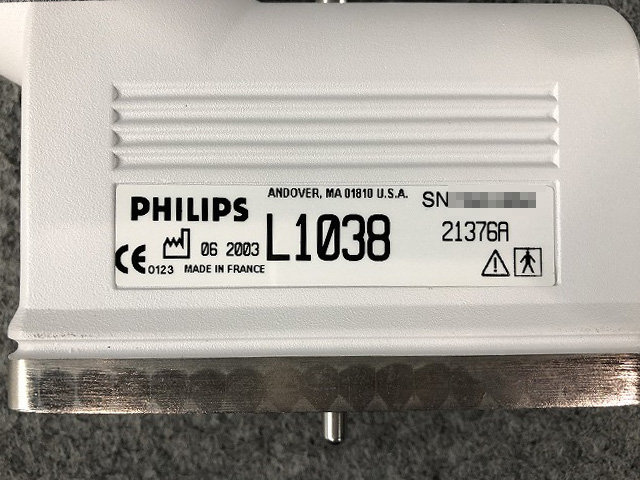 ANDOVER, MA 01810 U.S.A.
SN
PHILIPS
06 2003
L1038
21376A
CE 0123
MADE IN FRANCE